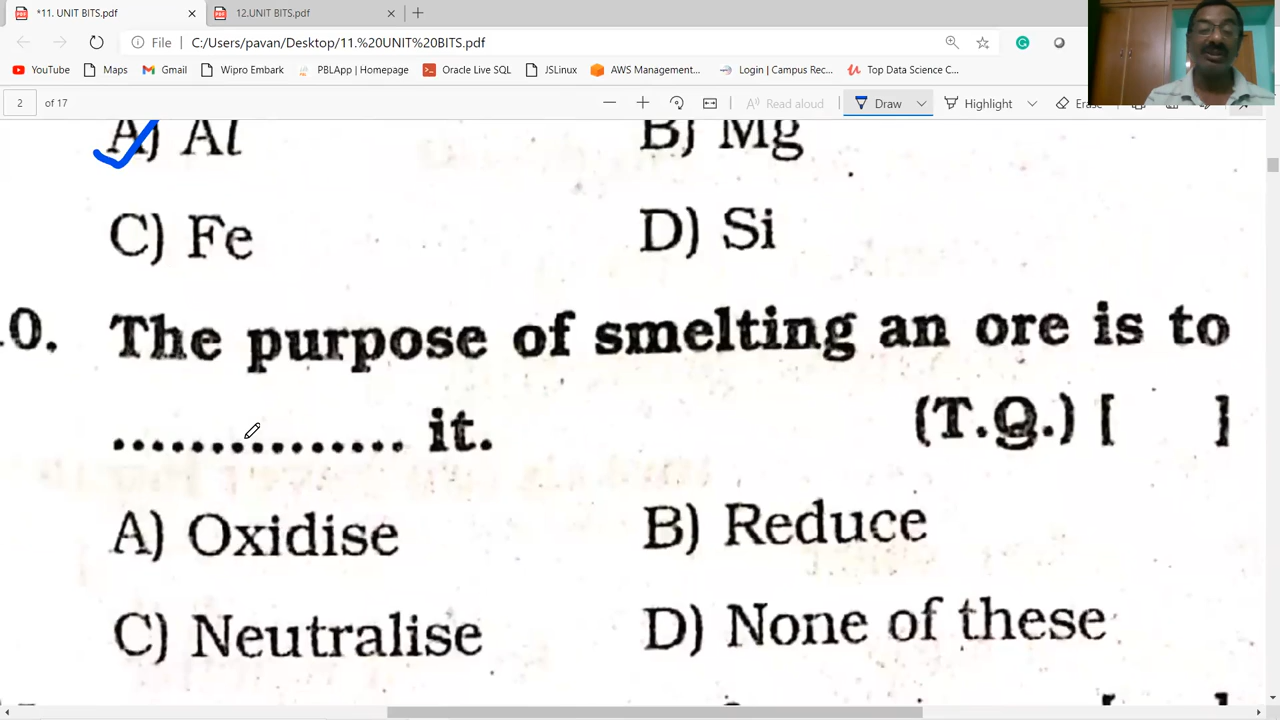 *11. UNIT BITS.pdf
12.UNIT BITS.pdf
File C:/Users/pavan/Desktop/11.%20UNIT%20BITS.pdf
YouTube Maps Gmail Wipro Embark PBLApp | Homepage Oracle Live SQL JSLinux AWS Management... Login | Campus Rec... Top Data Science C...
2 of 17 Read aloud Draw Highlight Erase
A) Al B) Mg
C) Fe D) Si
0. The purpose of smelting an ore is to
............... it. (T.Q.) [ ]
A) Oxidise B) Reduce
C) Neutralise D) None of these